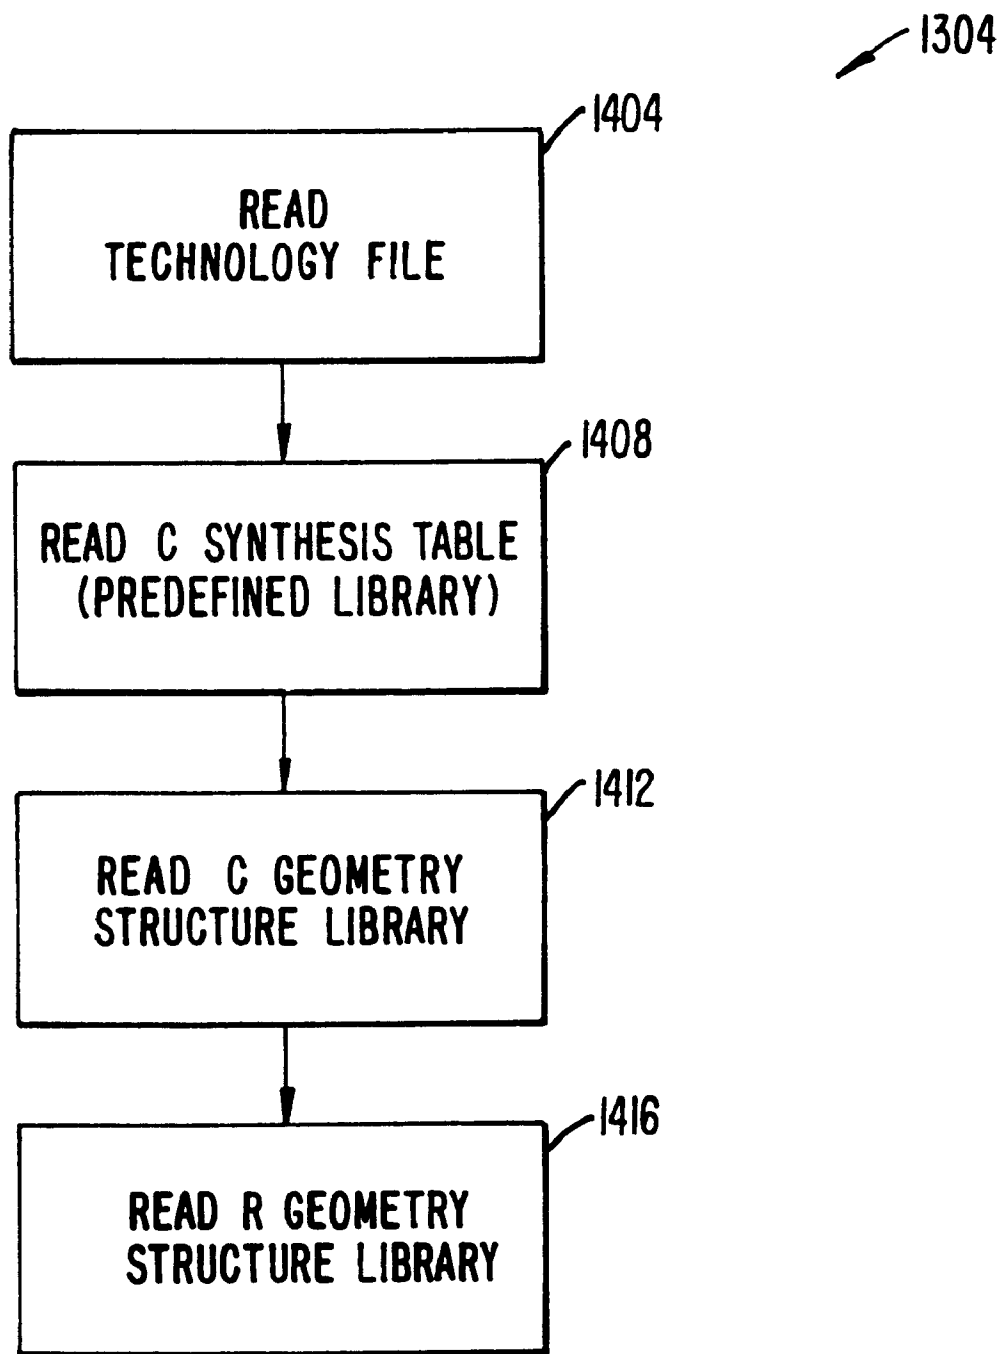 1304
1404
READ
TECHNOLOGY FILE
1408
READ C SYNTHESIS TABLE
(PREDEFINED LIBRARY)
1412
READ C GEOMETRY
STRUCTURE LIBRARY
1416
READ R GEOMETRY
STRUCTURE LIBRARY